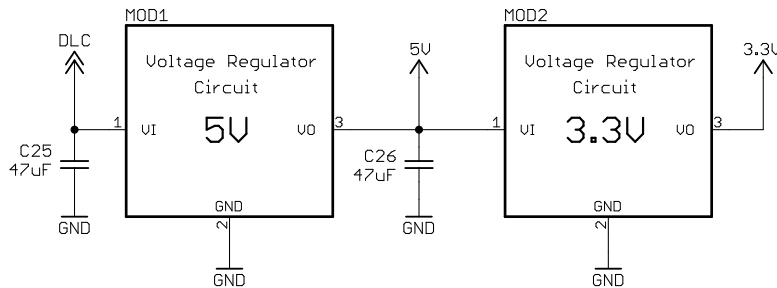 MOD1
MOD2
DLC
Voltage Regulator
Circuit
5V
1
VI
VO
3
GND
2
GND
C25
47uF
GND
5V
C26
47uF
GND
Voltage Regulator
Circuit
3.3V
1
VI
VO
3
GND
2
GND
3.3V